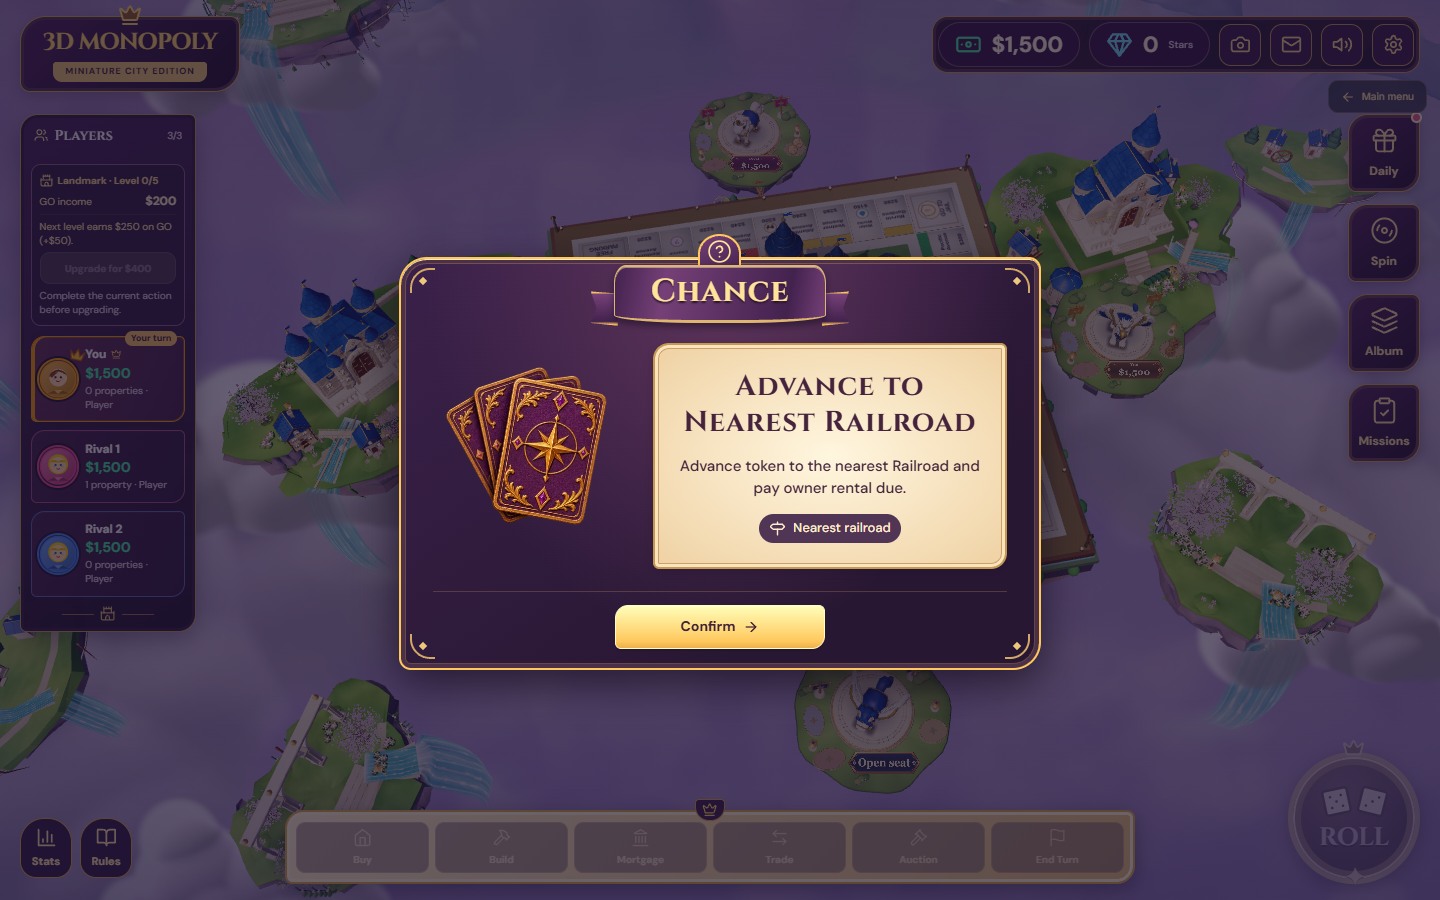 3D MONOPOLY
MINIATURE CITY EDITION
$1,500
0 Stars
Main menu
PLAYERS 3/3
Landmark · Level 0/5
GO income $200
Next level earns $250 on GO
(+$50).
Upgrade for $400
Complete the current action
before upgrading.
Your turn
You
$1,500
0 properties ·
Player
Rival 1
$1,500
1 property · Player
Rival 2
$1,500
0 properties ·
Player
Daily
Spin
Album
Missions
$1,500
$1,500
CHANCE
ADVANCE TO
NEAREST RAILROAD
Advance token to the nearest Railroad and
pay owner rental due.
Nearest railroad
Confirm
Open seat
Stats
Rules
Buy
Build
Mortgage
Trade
Auction
End Turn
ROLL